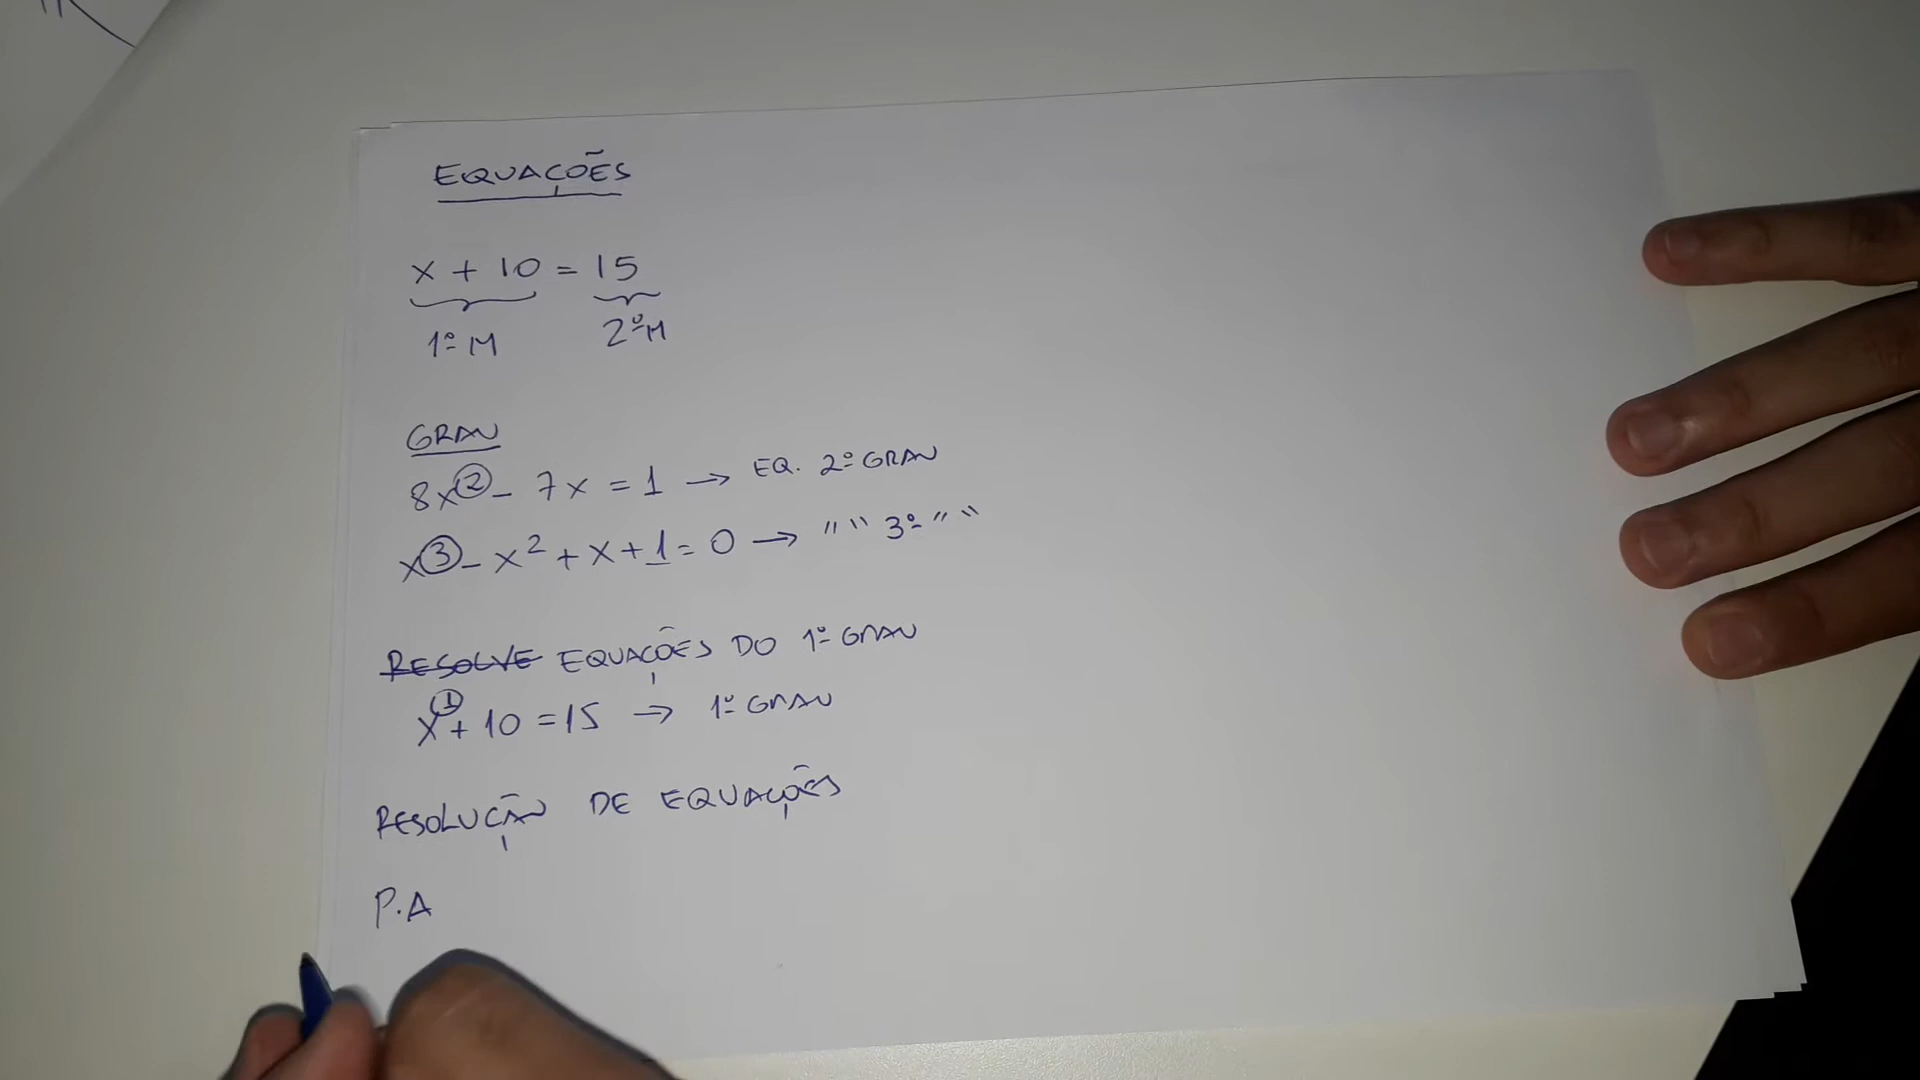 EQUAÇÕES
x + 10 = 15
1º M 2º M
GRAU
8x² - 7x = 1 → EQ. 2º GRAU
x³ - x² + x + 1 = 0 → " " 3º " "
RESOLVE EQUAÇÕES DO 1º GRAU
x¹ + 10 = 15 → 1º GRAU
RESOLUÇÃO DE EQUAÇÕES
P.A